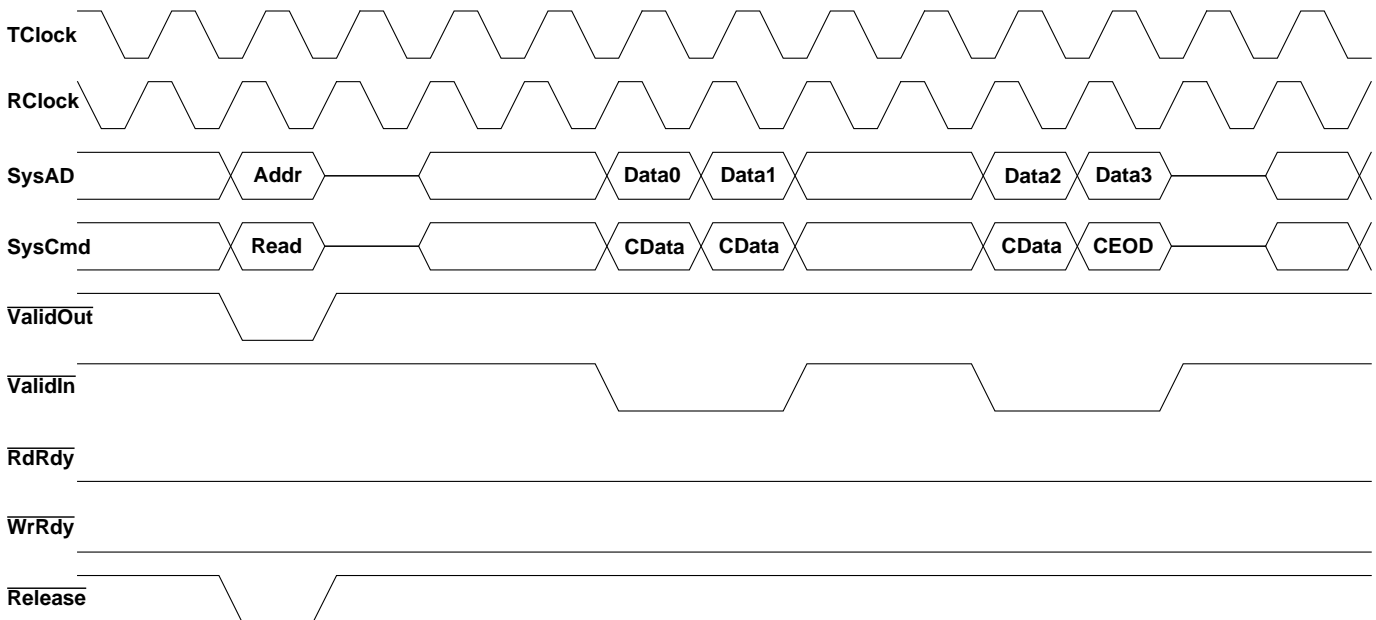 TClock
RClock
SysAD Addr Data0 Data1 Data2 Data3
SysCmd Read CData CData CData CEOD
ValidOut
ValidIn
RdRdy
WrRdy
Release